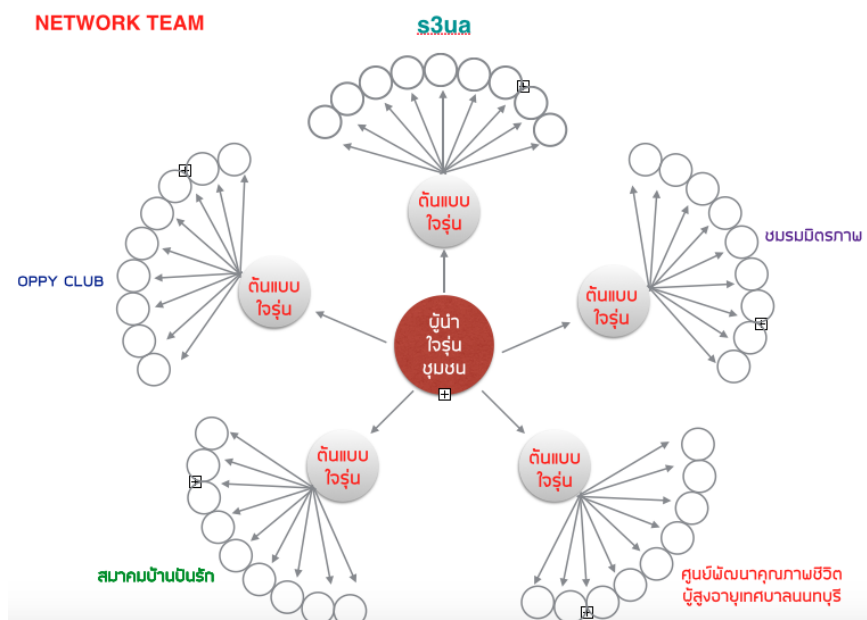 NETWORK TEAM
s3ua
ต้นแบบ
ใจรุ่น
ชมรมมิตรภาพ
OPPY CLUB
ต้นแบบ
ใจรุ่น
ต้นแบบ
ใจรุ่น
ผู้นำ
ใจรุ่น
ชุมชน
ต้นแบบ
ใจรุ่น
ต้นแบบ
ใจรุ่น
สมาคมบ้านปันรัก
ศูนย์พัฒนาคุณภาพชีวิต
ผู้สูงอายุเทศบาลนนทบุรี